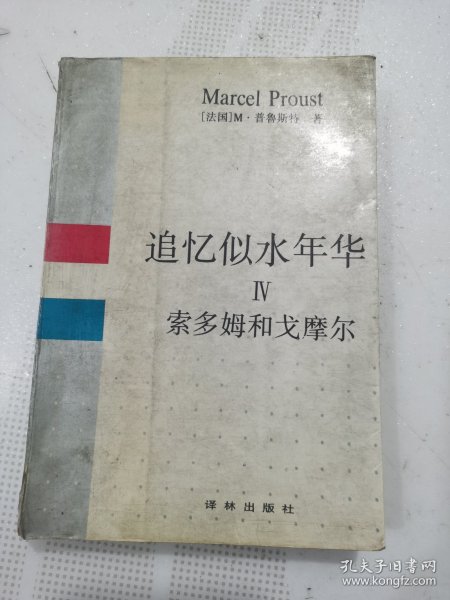 Marcel Proust
[法国]M·普鲁斯特 著
追忆似水年华
Ⅳ
索多姆和戈摩尔
译林出版社
孔夫子旧书网
www.kongfz.com